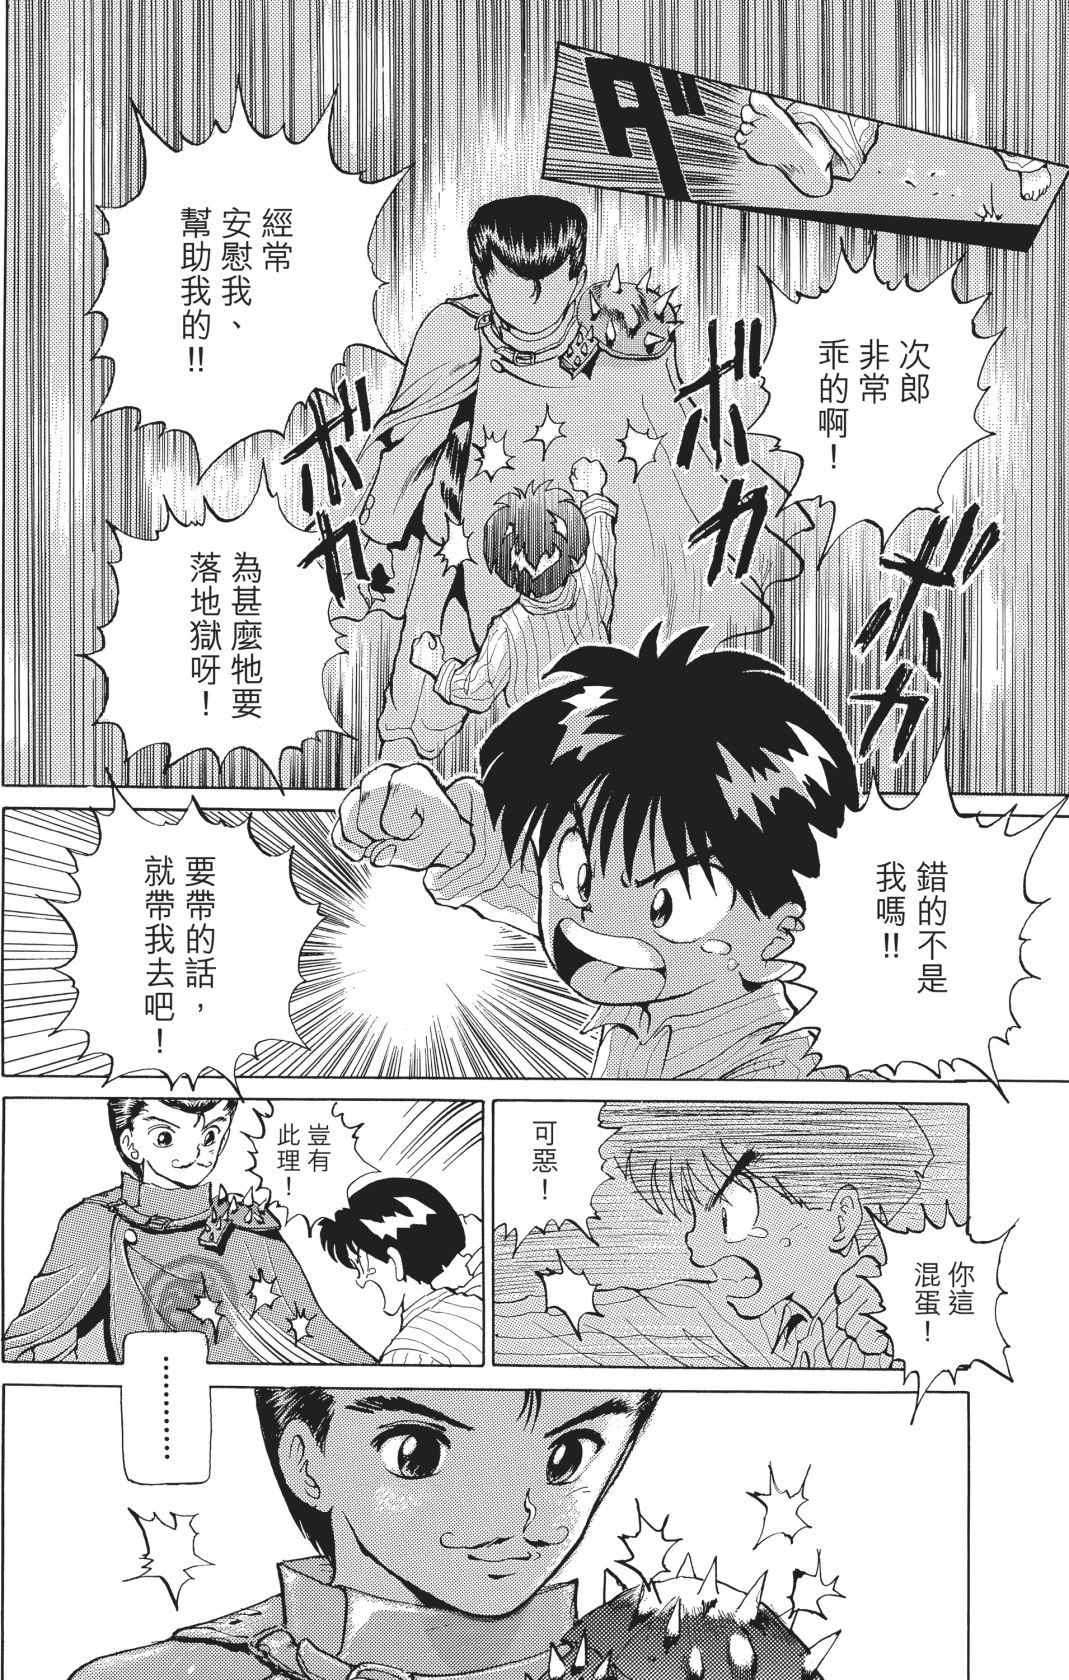 ダ"
次郎
非常
乖的啊！
經常
安慰我、
幫助我的!!
ボ
カ
ボ
カ
ボ
カ
為甚麼牠要
落地獄呀！
錯的不是
我嗎!!
要帶的話，
就帶我去吧！
你這
混蛋！
可惡！
豈有
此理！
………